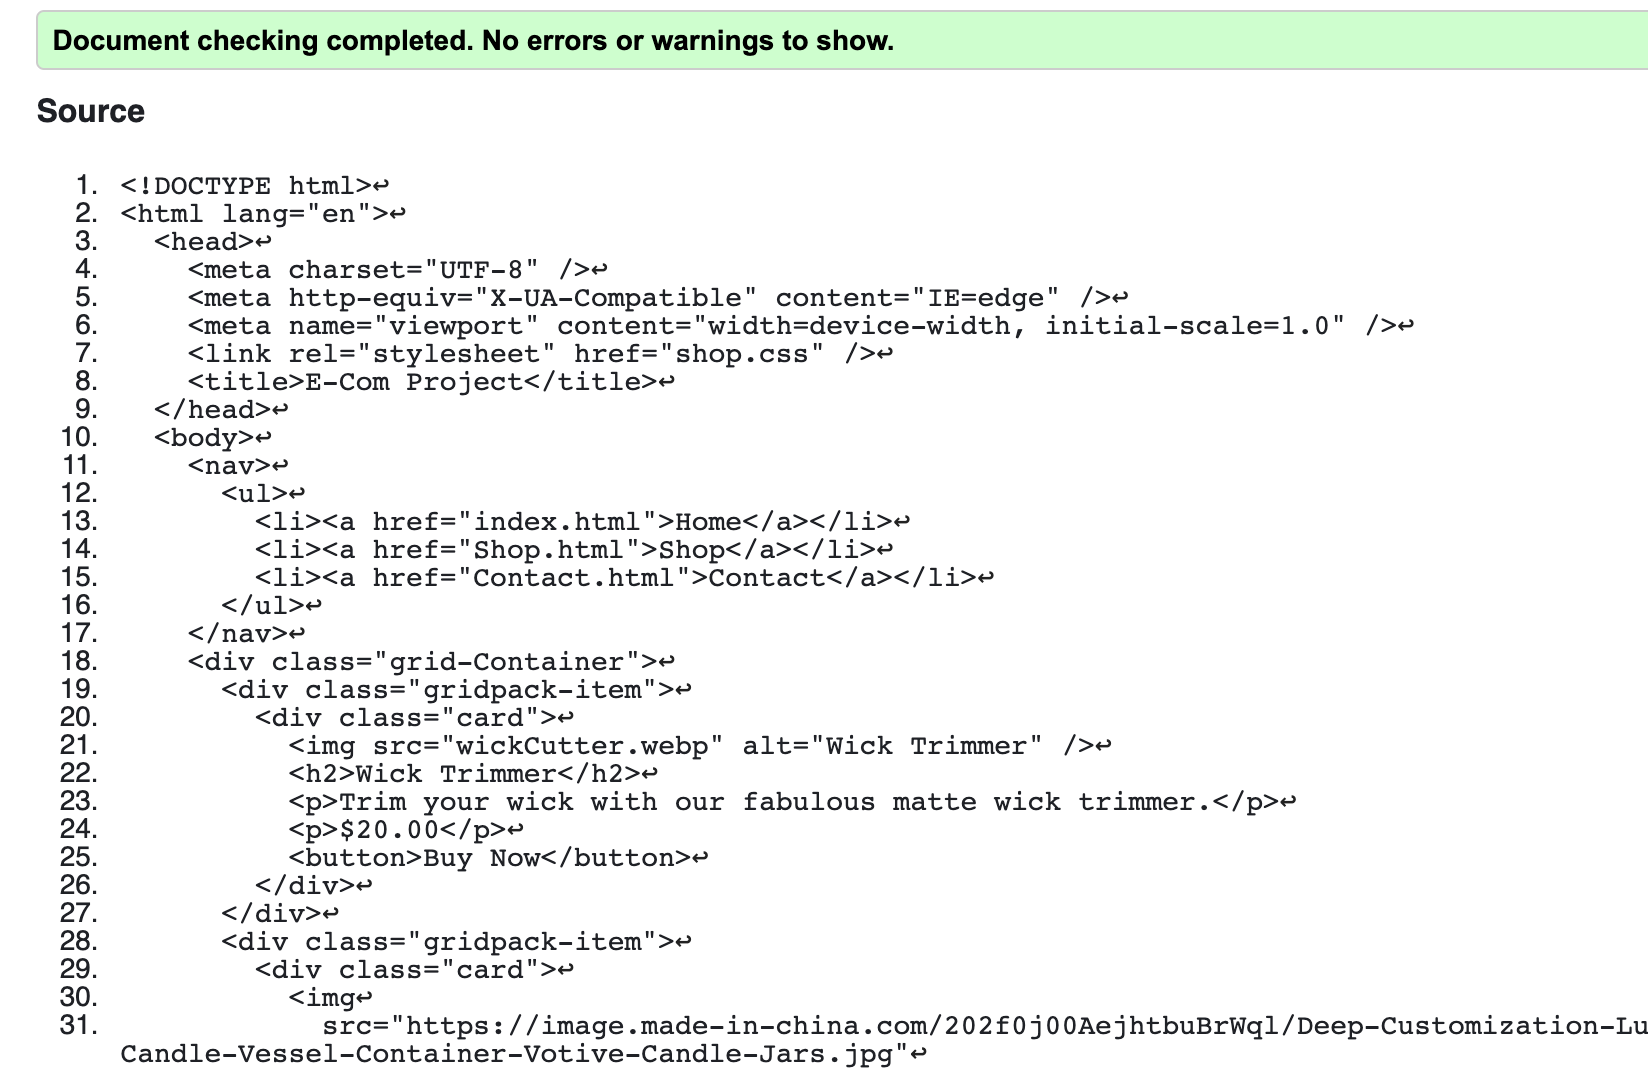 Document checking completed. No errors or warnings to show.
Source
1. <!DOCTYPE html>↩
2. <html lang="en">↩
3.   <head>↩
4.     <meta charset="UTF-8" />↩
5.     <meta http-equiv="X-UA-Compatible" content="IE=edge" />↩
6.     <meta name="viewport" content="width=device-width, initial-scale=1.0" />↩
7.     <link rel="stylesheet" href="shop.css" />↩
8.     <title>E-Com Project</title>↩
9.   </head>↩
10.   <body>↩
11.     <nav>↩
12.       <ul>↩
13.         <li><a href="index.html">Home</a></li>↩
14.         <li><a href="Shop.html">Shop</a></li>↩
15.         <li><a href="Contact.html">Contact</a></li>↩
16.       </ul>↩
17.     </nav>↩
18.     <div class="grid-Container">↩
19.       <div class="gridpack-item">↩
20.         <div class="card">↩
21.           <img src="wickCutter.webp" alt="Wick Trimmer" />↩
22.           <h2>Wick Trimmer</h2>↩
23.           <p>Trim your wick with our fabulous matte wick trimmer.</p>↩
24.           <p>$20.00</p>↩
25.           <button>Buy Now</button>↩
26.         </div>↩
27.       </div>↩
28.       <div class="gridpack-item">↩
29.         <div class="card">↩
30.           <img↩
31.             src="https://image.made-in-china.com/202f0j00AejhtbuBrWql/Deep-Customization-Lu
Candle-Vessel-Container-Votive-Candle-Jars.jpg"↩